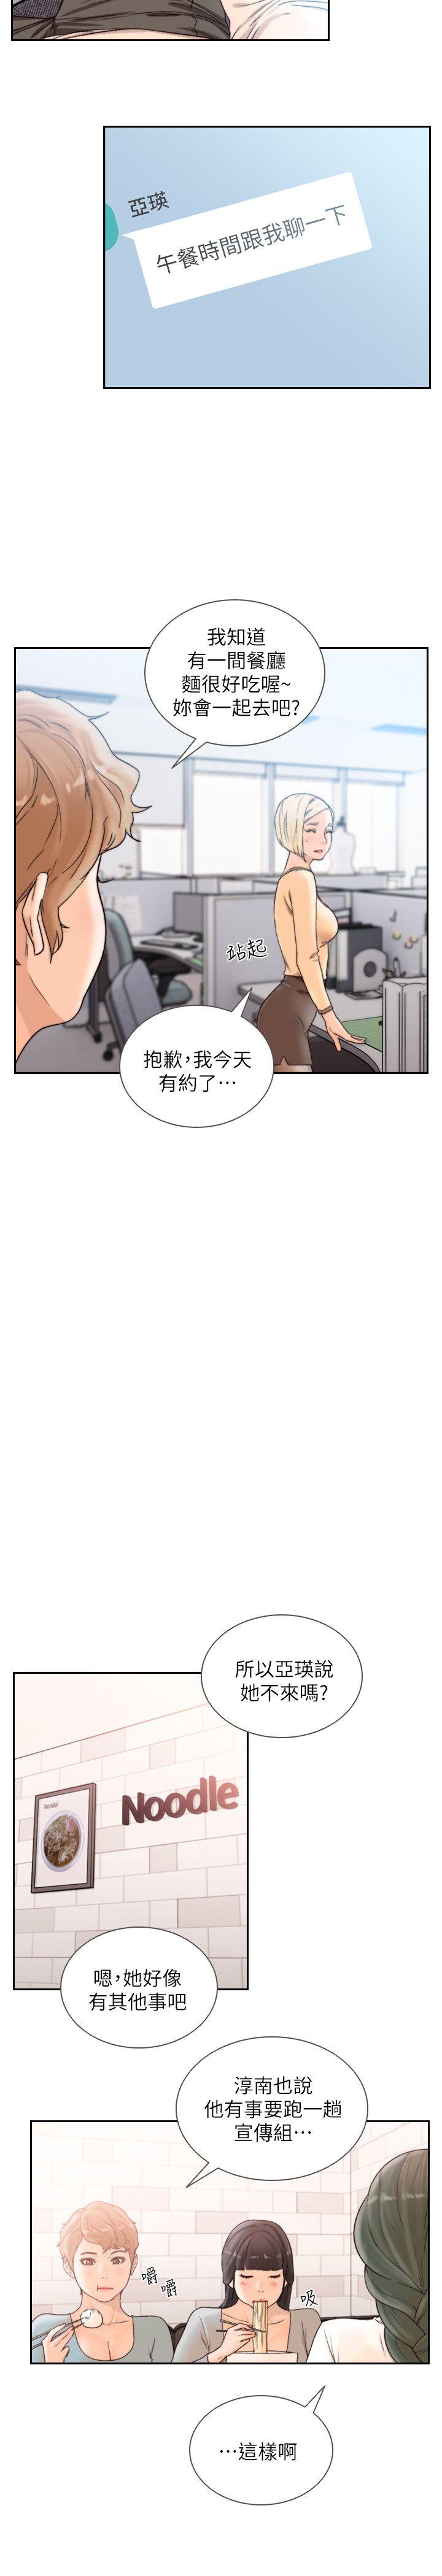 亞瑛
午餐時間跟我聊一下
我知道
有一間餐廳
麵很好吃喔~
妳會一起去吧?
站起
抱歉,我今天
有約了…
所以亞瑛說
她不來嗎?
Noodle!
Noodle
嗯,她好像
有其他事吧
淳南也說
他有事要跑一趟
宣傳組…
嚼
嚼
吸
…這樣啊